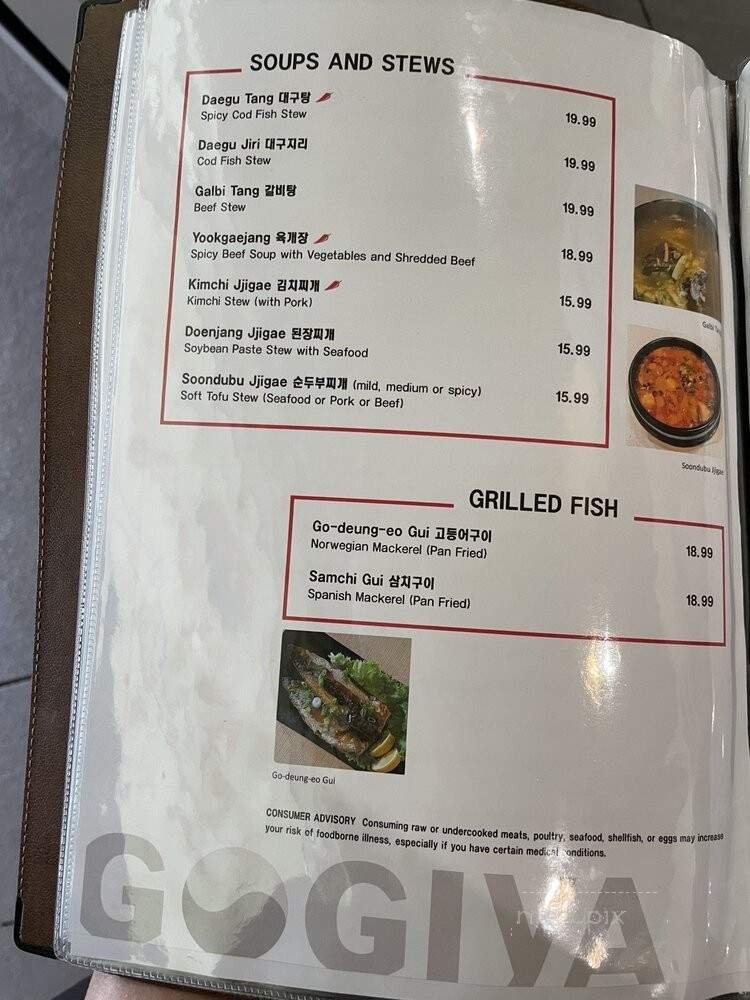 SOUPS AND STEWS
Daegu Tang 대구탕
Spicy Cod Fish Stew
19.99
Daegu Jiri 대구지리
Cod Fish Stew
19.99
Galbi Tang 갈비탕
Beef Stew
19.99
Yookgaejang 육개장
Spicy Beef Soup with Vegetables and Shredded Beef
18.99
Kimchi Jjigae 김치찌개
Kimchi Stew (with Pork)
15.99
Doenjang Jjigae 된장찌개
Soybean Paste Stew with Seafood
15.99
Soondubu Jjigae 순두부찌개 (mild, medium or spicy)
Soft Tofu Stew (Seafood or Pork or Beef)
15.99
Galbi Tang
Soondubu Jjigae
GRILLED FISH
Go-deung-eo Gui 고등어구이
Norwegian Mackerel (Pan Fried)
18.99
Samchi Gui 삼치구이
Spanish Mackerel (Pan Fried)
18.99
Go-deung-eo Gui
CONSUMER ADVISORY Consuming raw or undercooked meats, poultry, seafood, shellfish, or eggs may increase
your risk of foodborne illness, especially if you have certain medical conditions.
GOGIYA